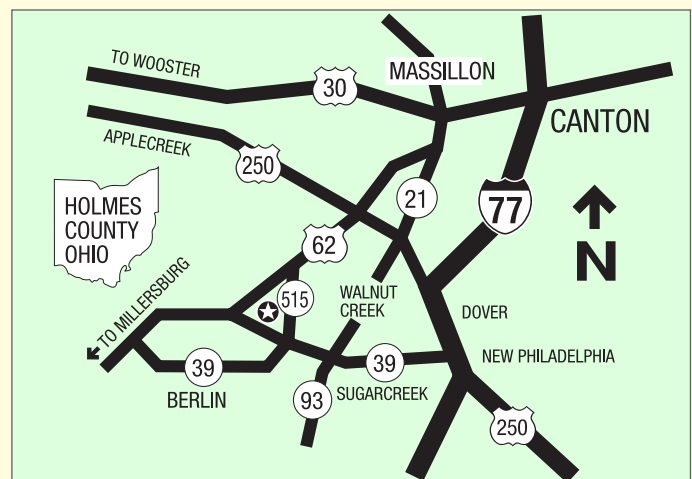 TO WOOSTER
30
MASSILLON
CANTON
APPLECREEK
250
21
77
HOLMES
COUNTY
OHIO
62
N
TO MILLERSBURG
515
WALNUT
CREEK
DOVER
NEW PHILADELPHIA
39
BERLIN
39
SUGARCREEK
93
250